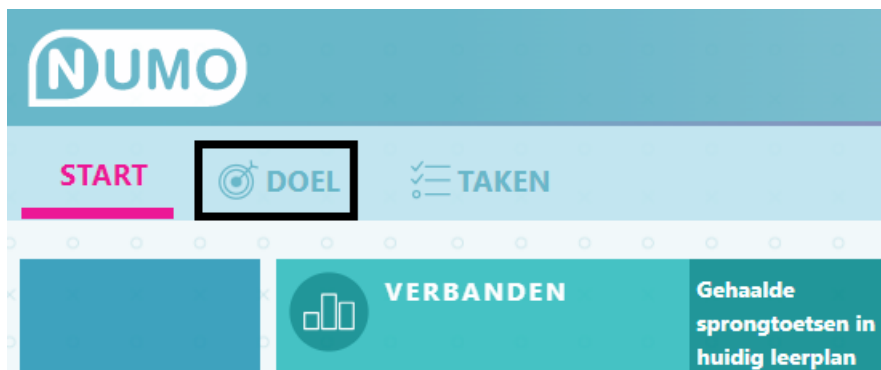 NUMO
START DOEL TAKEN
VERBANDEN
Gehaalde
sprongtoetsen in
huidig leerplan